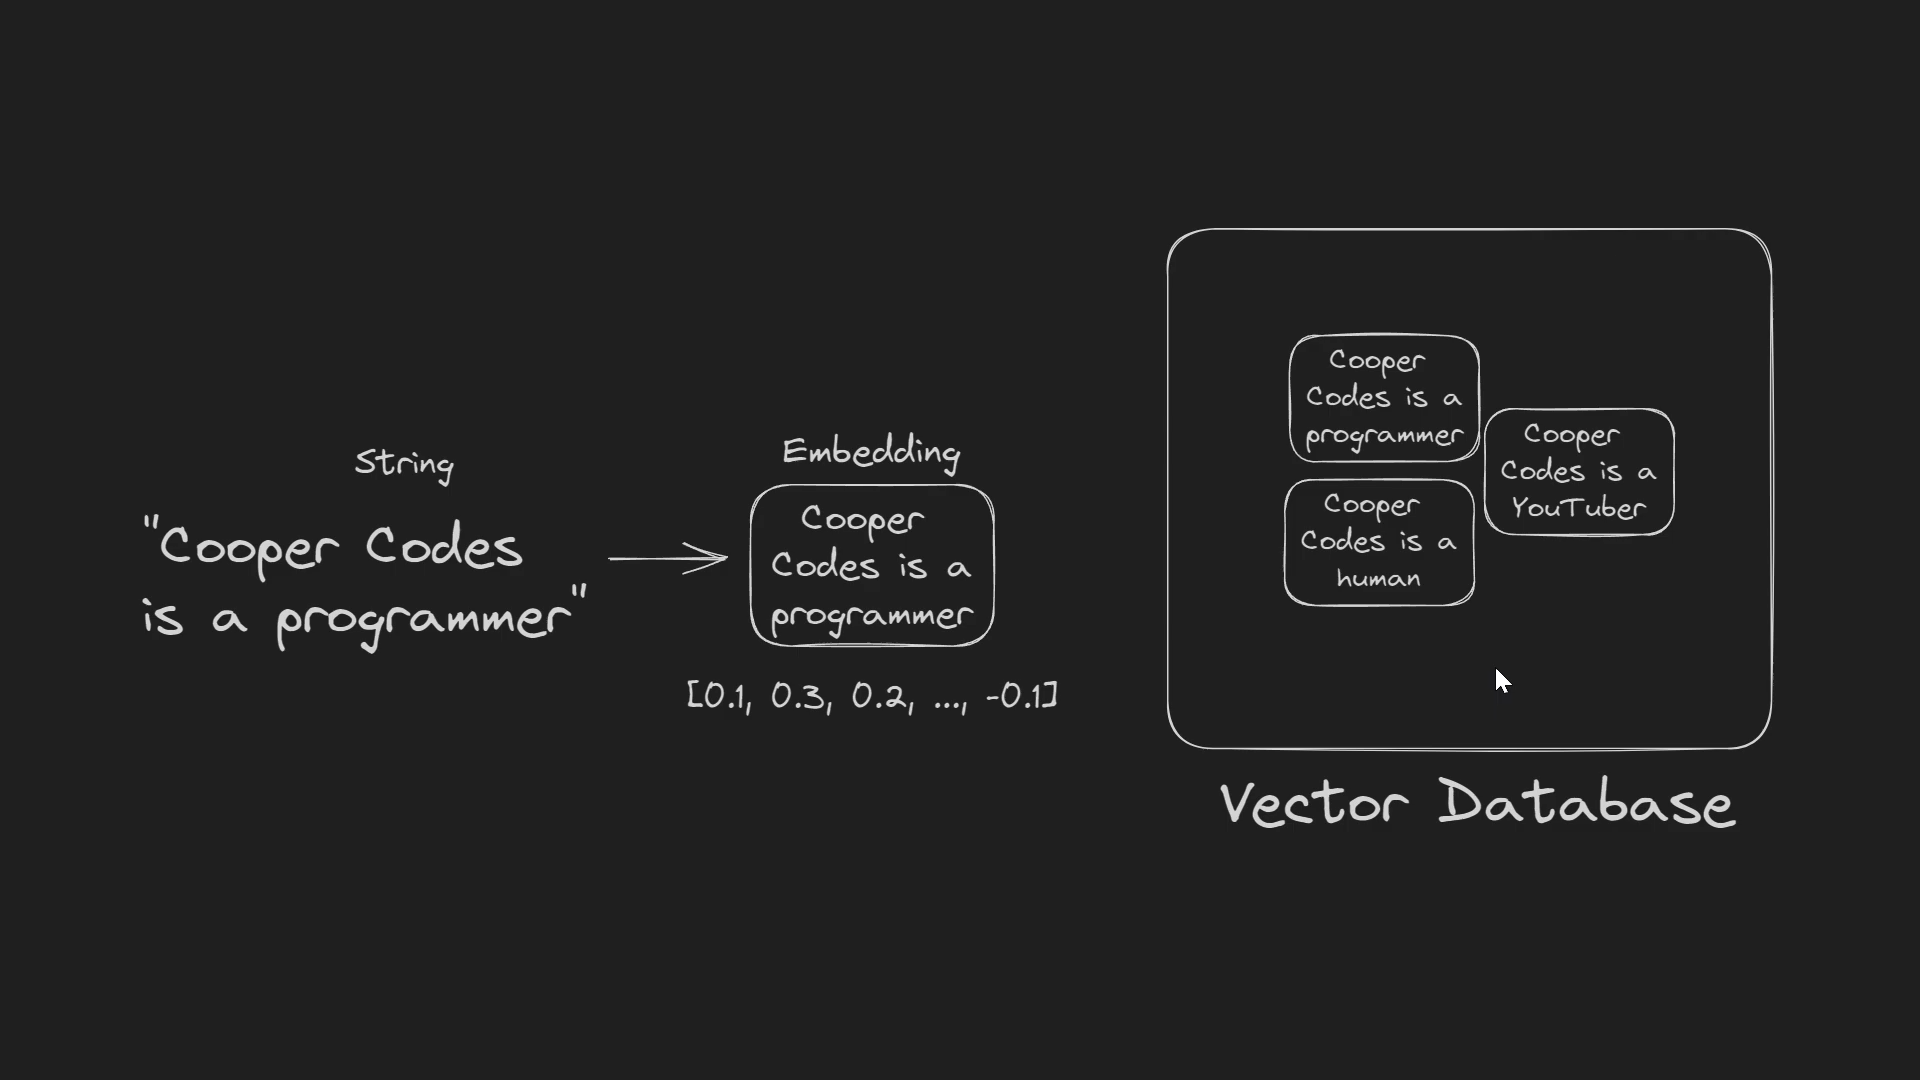 String
"Cooper Codes
is a programmer"
Embedding
Cooper
Codes is a
programmer
[0.1, 0.3, 0.2, ..., -0.1]
Cooper
Codes is a
programmer
Cooper
Codes is a
YouTuber
Cooper
Codes is a
human
Vector Database